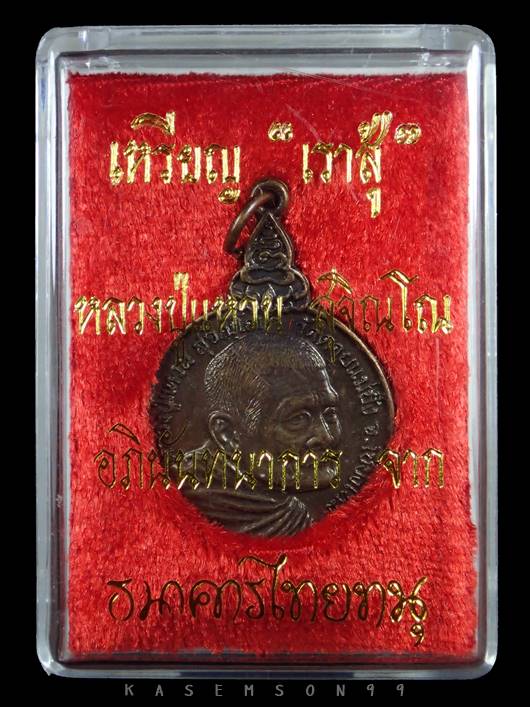 เหรียญ “เราสู้”
หลวงปู่แหวน สุจิณโณ
อภินันทนาการ จาก
ธนาคารไทยทนุ
KASEMSON99